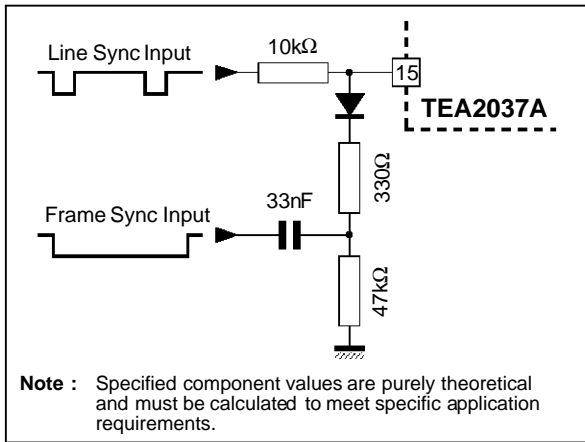 Line Sync Input
10kΩ
15
TEA2037A
330Ω
33nF
Frame Sync Input
47kΩ
Note : Specified component values are purely theoretical
and must be calculated to meet specific application
requirements.